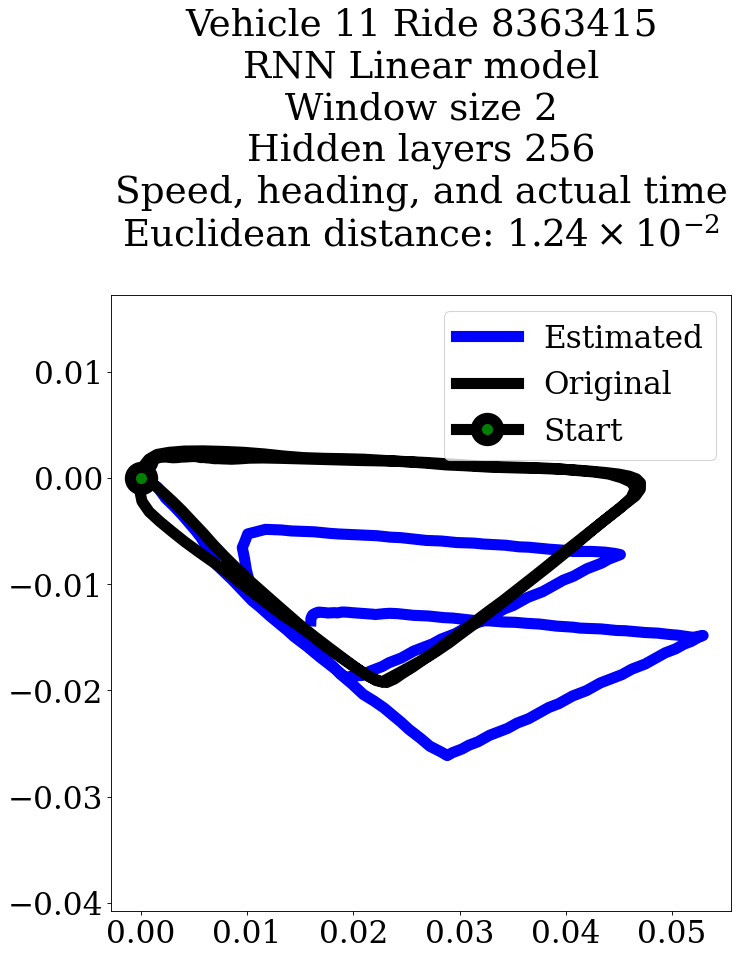 Vehicle 11 Ride 8363415
RNN Linear model
Window size 2
Hidden layers 256
Speed, heading, and actual time
Euclidean distance: 1.24 × 10⁻²
Estimated
Original
Start
0.01
0.00
−0.01
−0.02
−0.03
−0.04
0.00 0.01 0.02 0.03 0.04 0.05